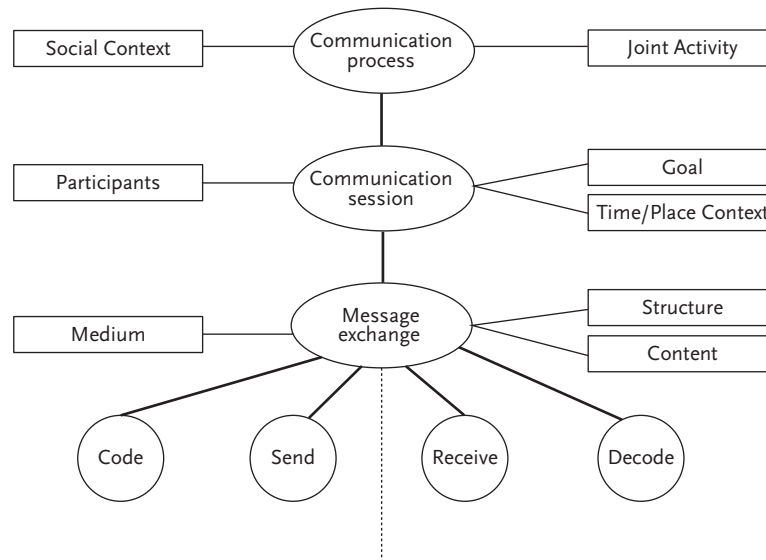 Social Context
Communication
process
Joint Activity
Participants
Communication
session
Goal
Time/Place Context
Medium
Message
exchange
Structure
Content
Code
Send
Receive
Decode